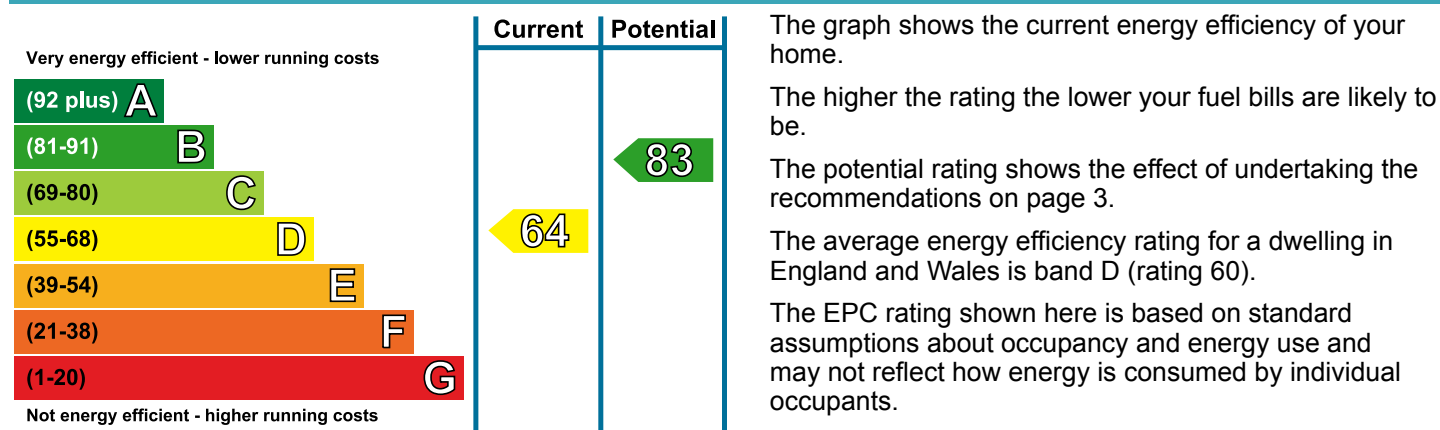 Current Potential
Very energy efficient - lower running costs
(92 plus) A
(81-91) B
83
(69-80) C
(55-68) D
64
(39-54) E
(21-38) F
(1-20) G
Not energy efficient - higher running costs
The graph shows the current energy efficiency of your
home.
The higher the rating the lower your fuel bills are likely to
be.
The potential rating shows the effect of undertaking the
recommendations on page 3.
The average energy efficiency rating for a dwelling in
England and Wales is band D (rating 60).
The EPC rating shown here is based on standard
assumptions about occupancy and energy use and
may not reflect how energy is consumed by individual
occupants.